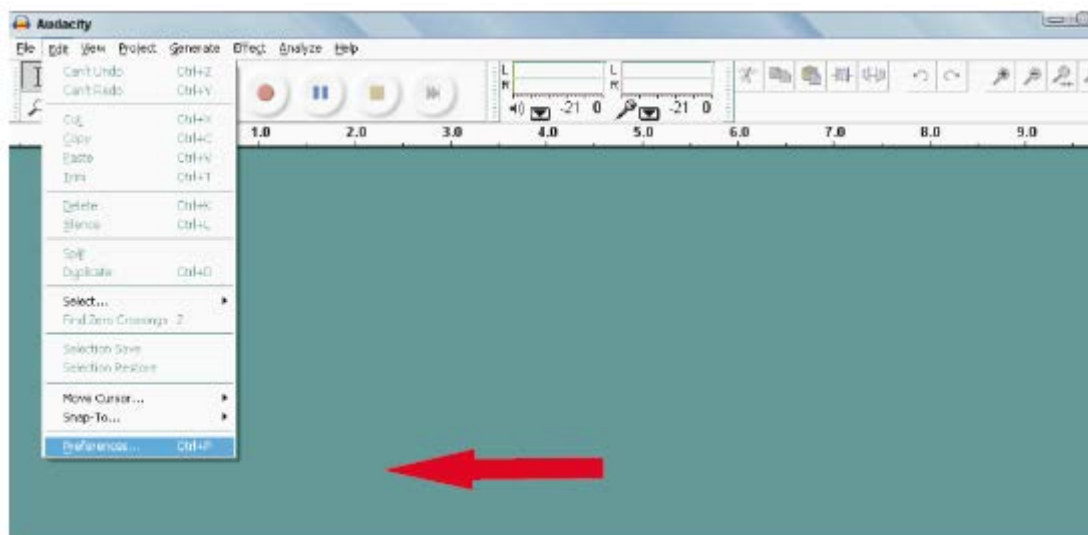 Audacity
File Edit View Project Generate Effect Analyze Help
Can't Undo Ctrl+Z
Can't Redo Ctrl+Y
Cut Ctrl+X
Copy Ctrl+C
Paste Ctrl+V
Trim Ctrl+T
Delete Ctrl+K
Silence Ctrl+L
Split
Duplicate Ctrl+D
Select...
Find Zero Crossings Z
Selection Save
Selection Restore
Move Cursor...
Snap-To...
Preferences... Ctrl+P
L
R
-21 0
L
R
-21 0
1.0 2.0 3.0 4.0 5.0 6.0 7.0 8.0 9.0